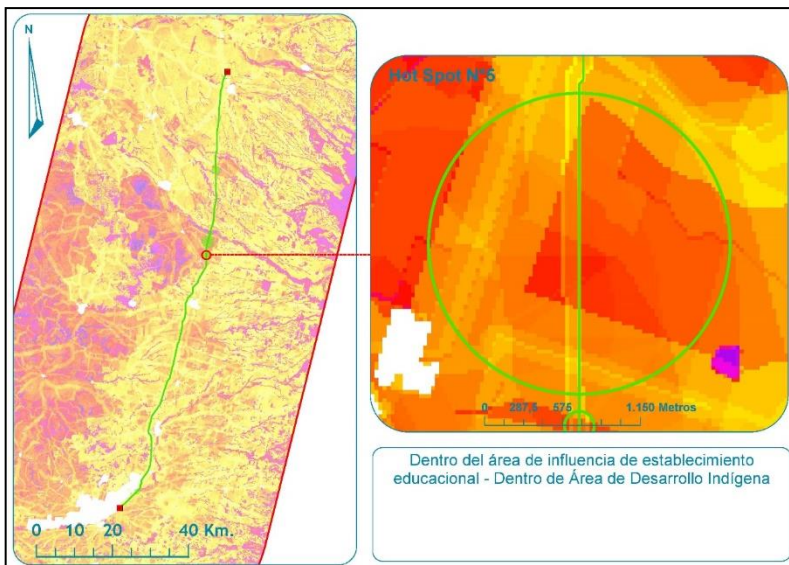 N
0 10 20 40 Km.
Hot Spot N°5
0 287,5 575 1.150 Metros
Dentro del área de influencia de establecimiento
educacional - Dentro de Área de Desarrollo Indígena